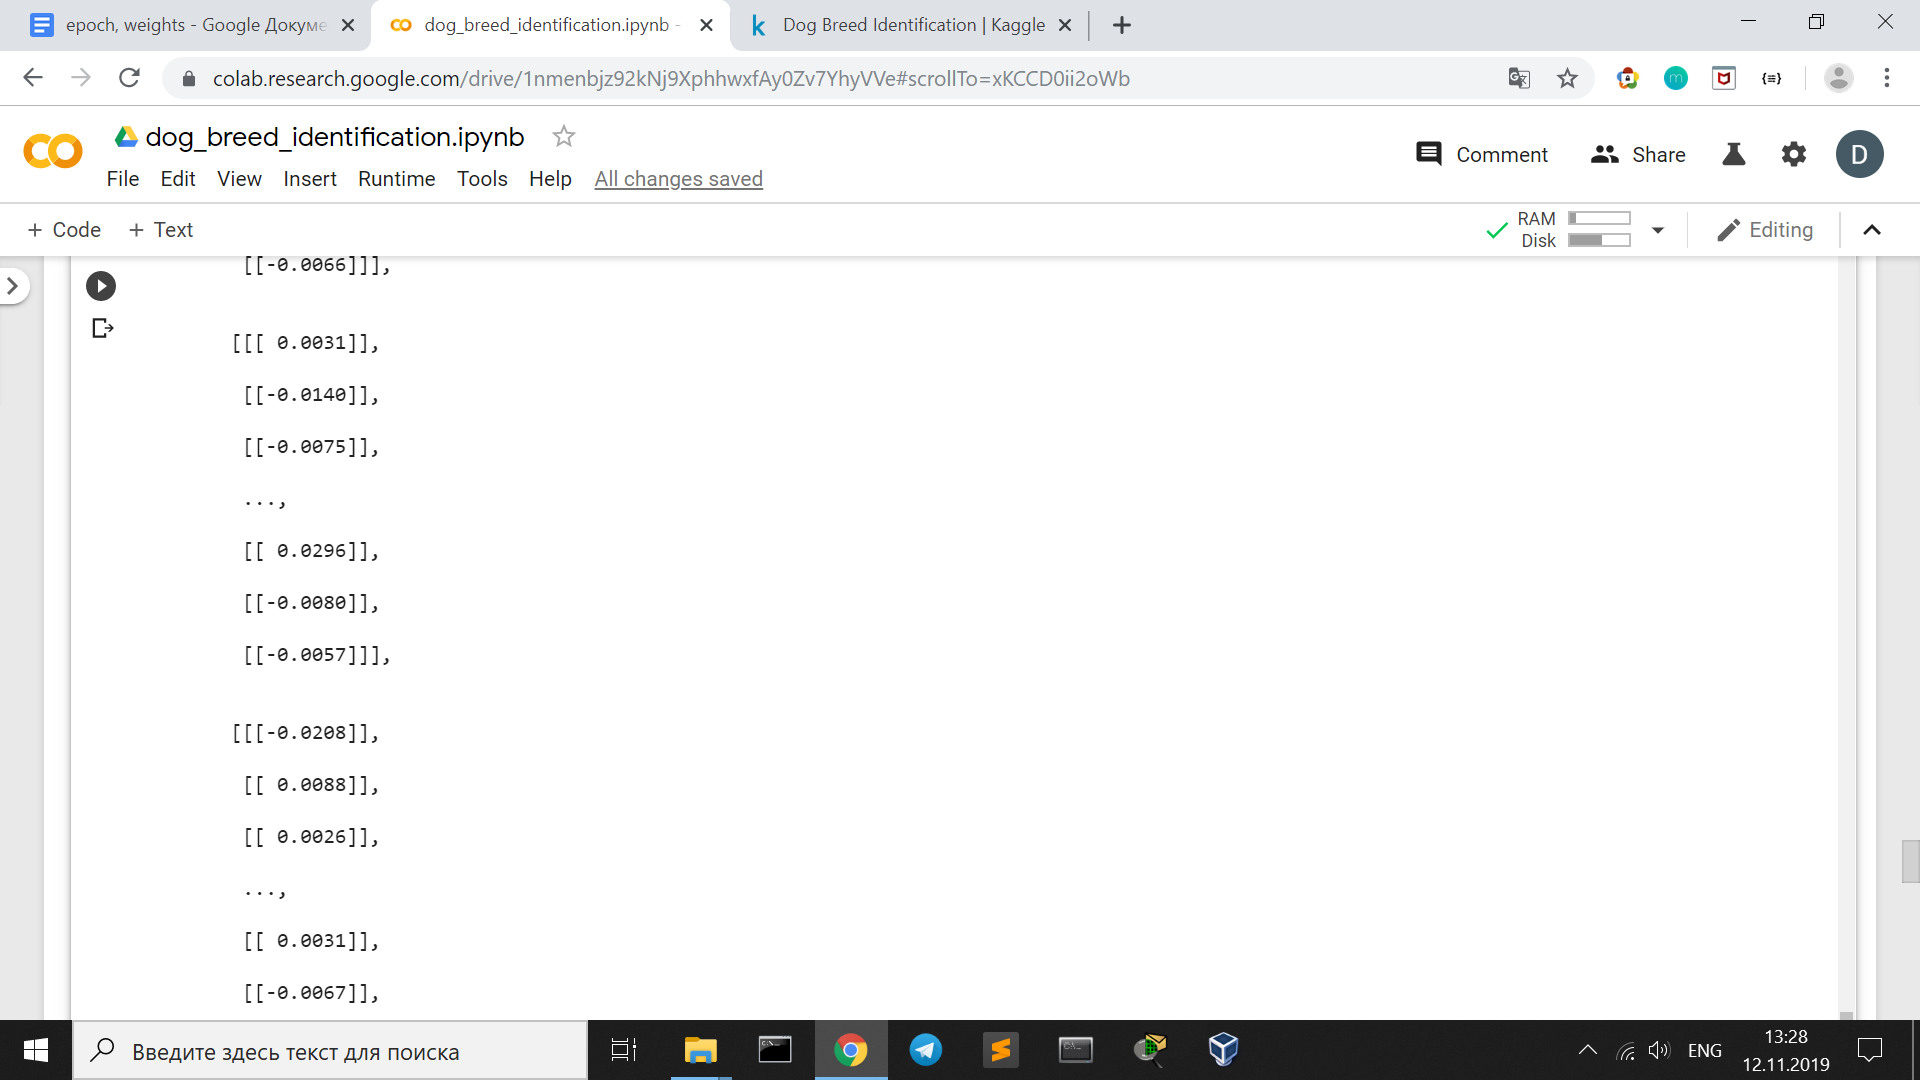 epoch, weights - Google Докуме
dog_breed_identification.ipynb -
Dog Breed Identification | Kaggle
colab.research.google.com/drive/1nmenbjz92kNj9XphhwxfAy0Zv7YhyVVe#scrollTo=xKCCD0ii2oWb
dog_breed_identification.ipynb
File Edit View Insert Runtime Tools Help All changes saved
Comment
Share
D
+ Code + Text
RAM
Disk
Editing
[[-0.0066]]],
[[[ 0.0031]],
[[-0.0140]],
[[-0.0075]],
...,
[[ 0.0296]],
[[-0.0080]],
[[-0.0057]]],
[[[-0.0208]],
[[ 0.0088]],
[[ 0.0026]],
...,
[[ 0.0031]],
[[-0.0067]],
Введите здесь текст для поиска
ENG
13:28
12.11.2019